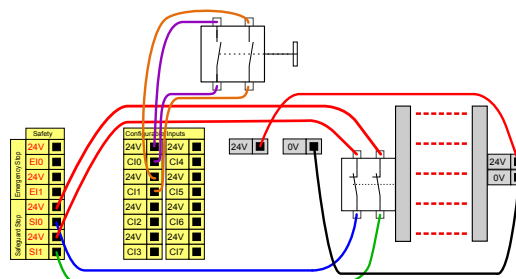 Safety
Emergency Stop
Safeguard Stop
24V
EI0
24V
EI1
24V
SI0
24V
SI1
Configurable Inputs
24V 24V
CI0 CI4
24V 24V
CI1 CI5
24V 24V
CI2 CI6
24V 24V
CI3 CI7
24V 0V
24V
0V